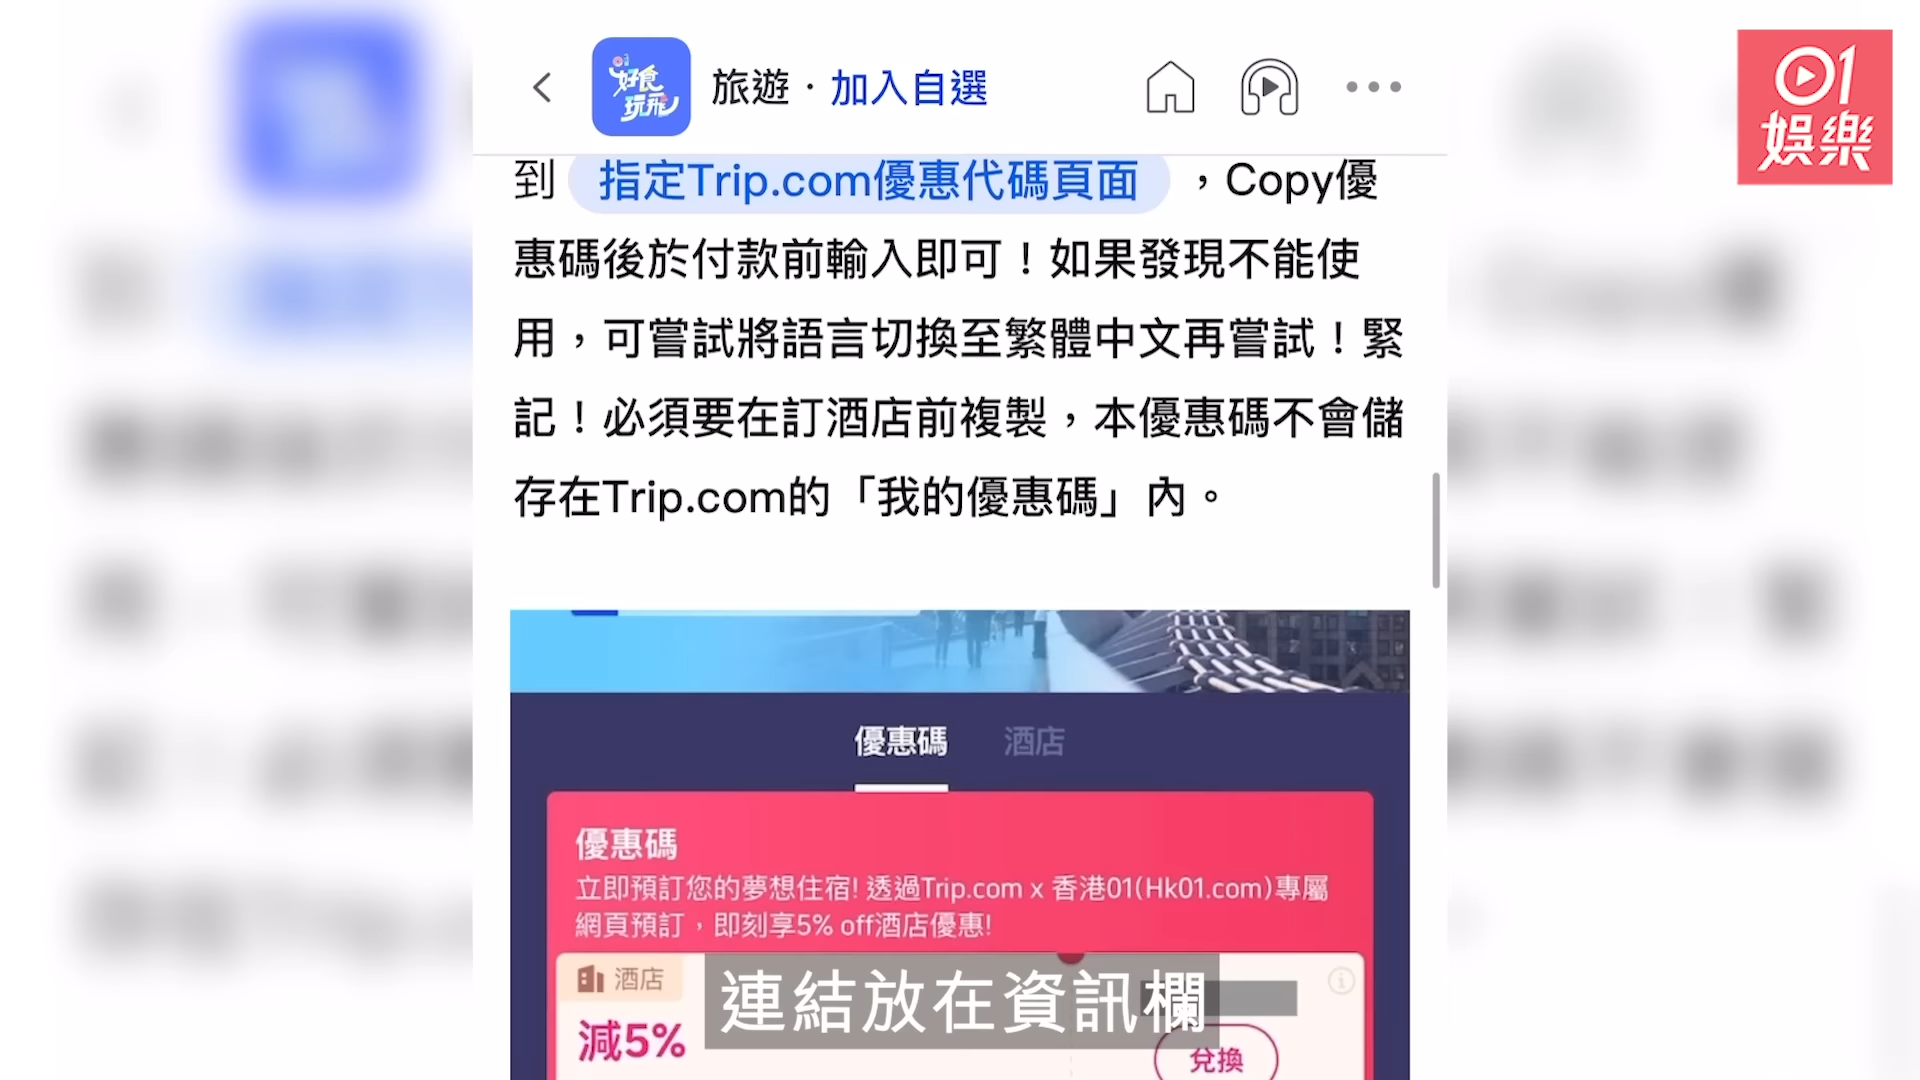 好食
玩飛
旅遊 · 加入自選
01
娛樂
到 指定Trip.com優惠代碼頁面 ，Copy優
惠碼後於付款前輸入即可！如果發現不能使
用，可嘗試將語言切換至繁體中文再嘗試！緊
記！必須要在訂酒店前複製，本優惠碼不會儲
存在Trip.com的「我的優惠碼」內。
優惠碼 酒店
優惠碼
立即預訂您的夢想住宿! 透過Trip.com x 香港01(Hk01.com)專屬
網頁預訂，即刻享5% off酒店優惠!
酒店
減5%
兌換
連結放在資訊欄